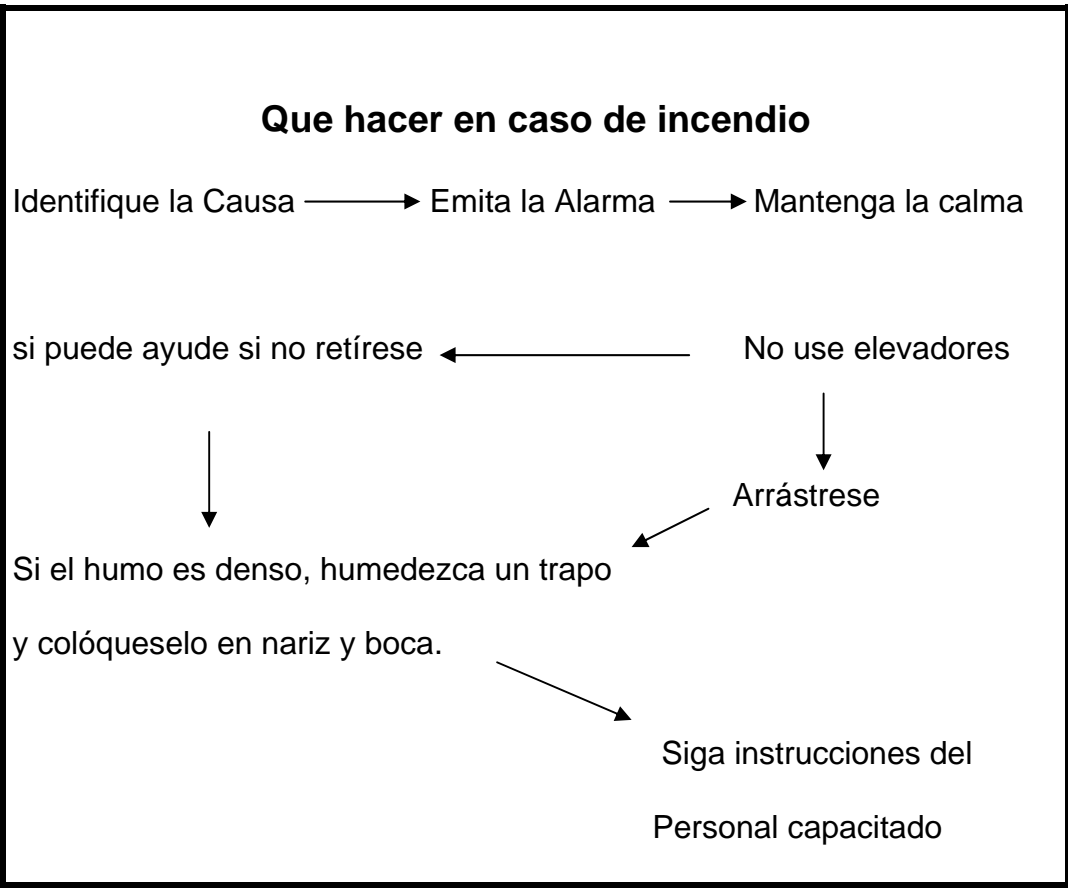 Que hacer en caso de incendio
Identifique la Causa Emita la Alarma Mantenga la calma
si puede ayude si no retírese No use elevadores
Arrástrese
Si el humo es denso, humedezca un trapo
y colóqueselo en nariz y boca.
Siga instrucciones del
Personal capacitado